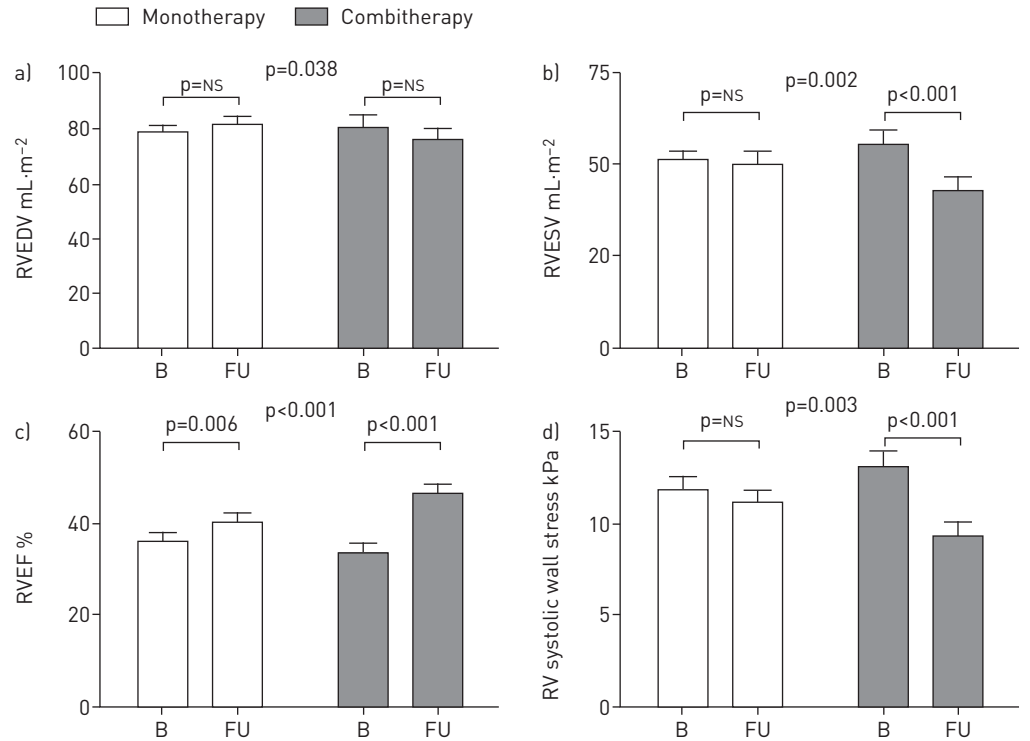 Monotherapy Combitherapy
a)
100
80
60
40
80
0
RVEDV mL·m⁻²
p=NS
p=0.038
p=NS
B FU B FU
b)
75
50
20
0
RVESV mL·m⁻²
p=NS
p=0.002
p<0.001
B FU B FU
c)
60
40
20
0
RVEF %
p=0.006
p<0.001
p<0.001
B FU B FU
d)
15
10
5
0
RV systolic wall stress kPa
p=NS
p=0.003
p<0.001
B FU B FU